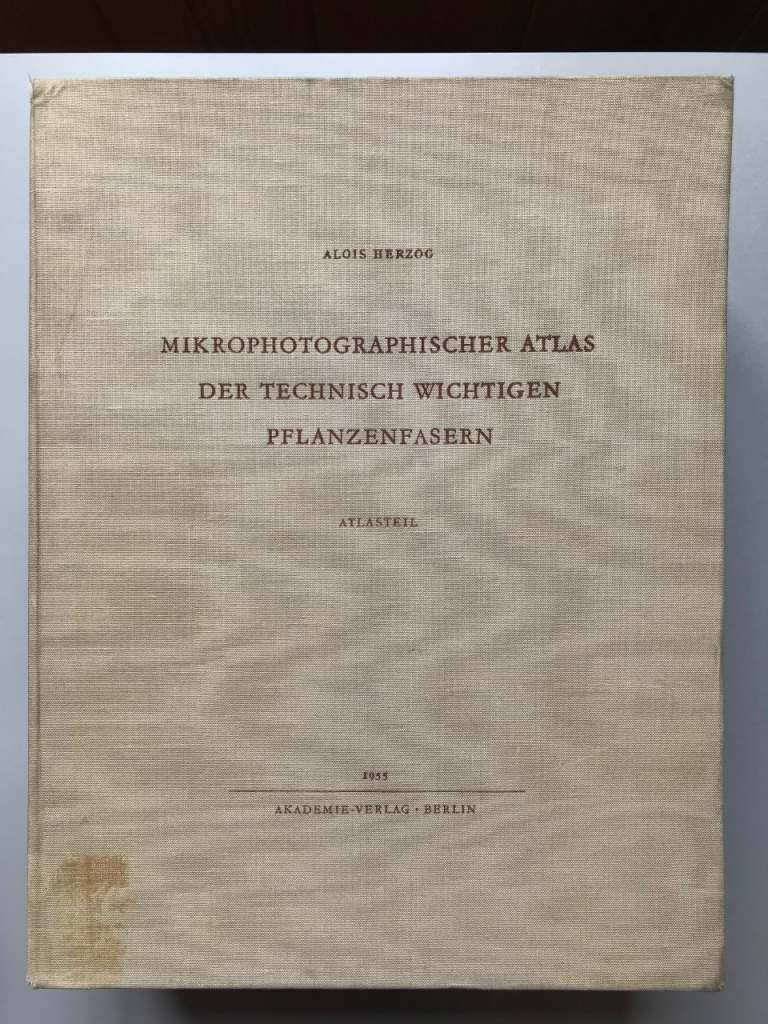 ALOIS HERZOG
MIKROPHOTOGRAPHISCHER ATLAS
DER TECHNISCH WICHTIGEN
PFLANZENFASERN
ATLASTEIL
1955
AKADEMIE-VERLAG · BERLIN